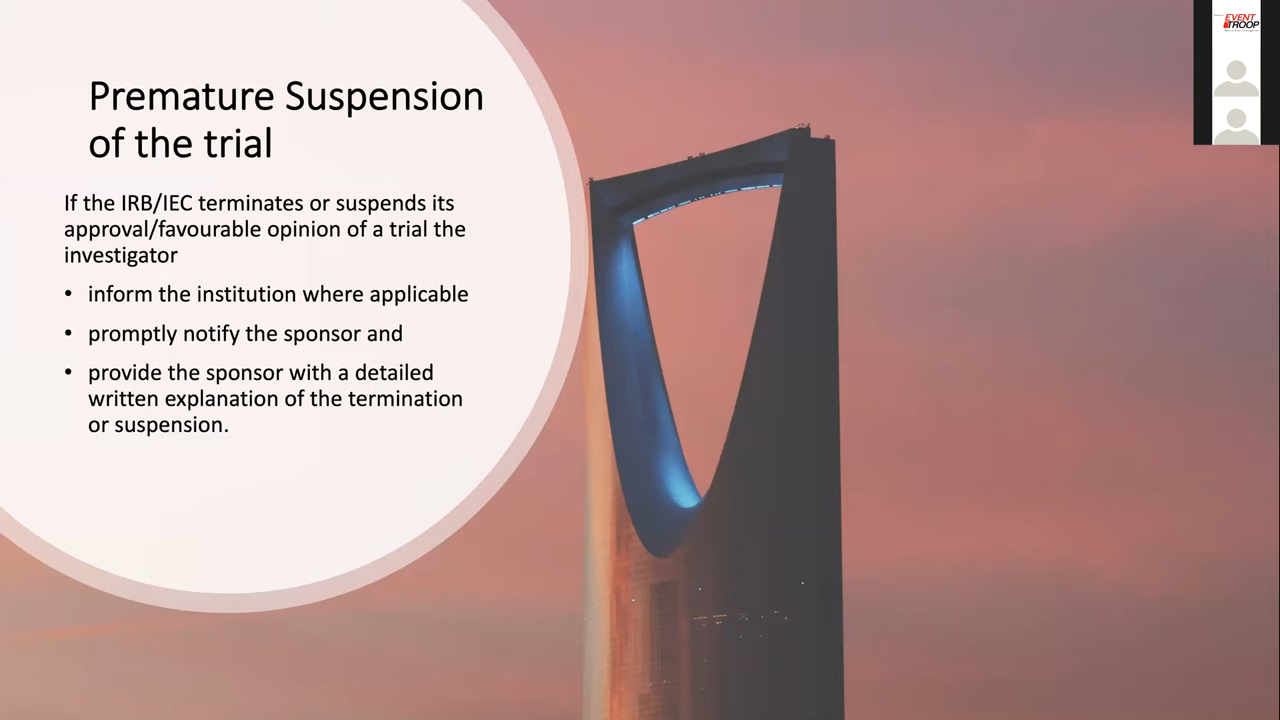 EVENT
TROOP
Premature Suspension
of the trial
If the IRB/IEC terminates or suspends its
approval/favourable opinion of a trial the
investigator
• inform the institution where applicable
• promptly notify the sponsor and
• provide the sponsor with a detailed
written explanation of the termination
or suspension.